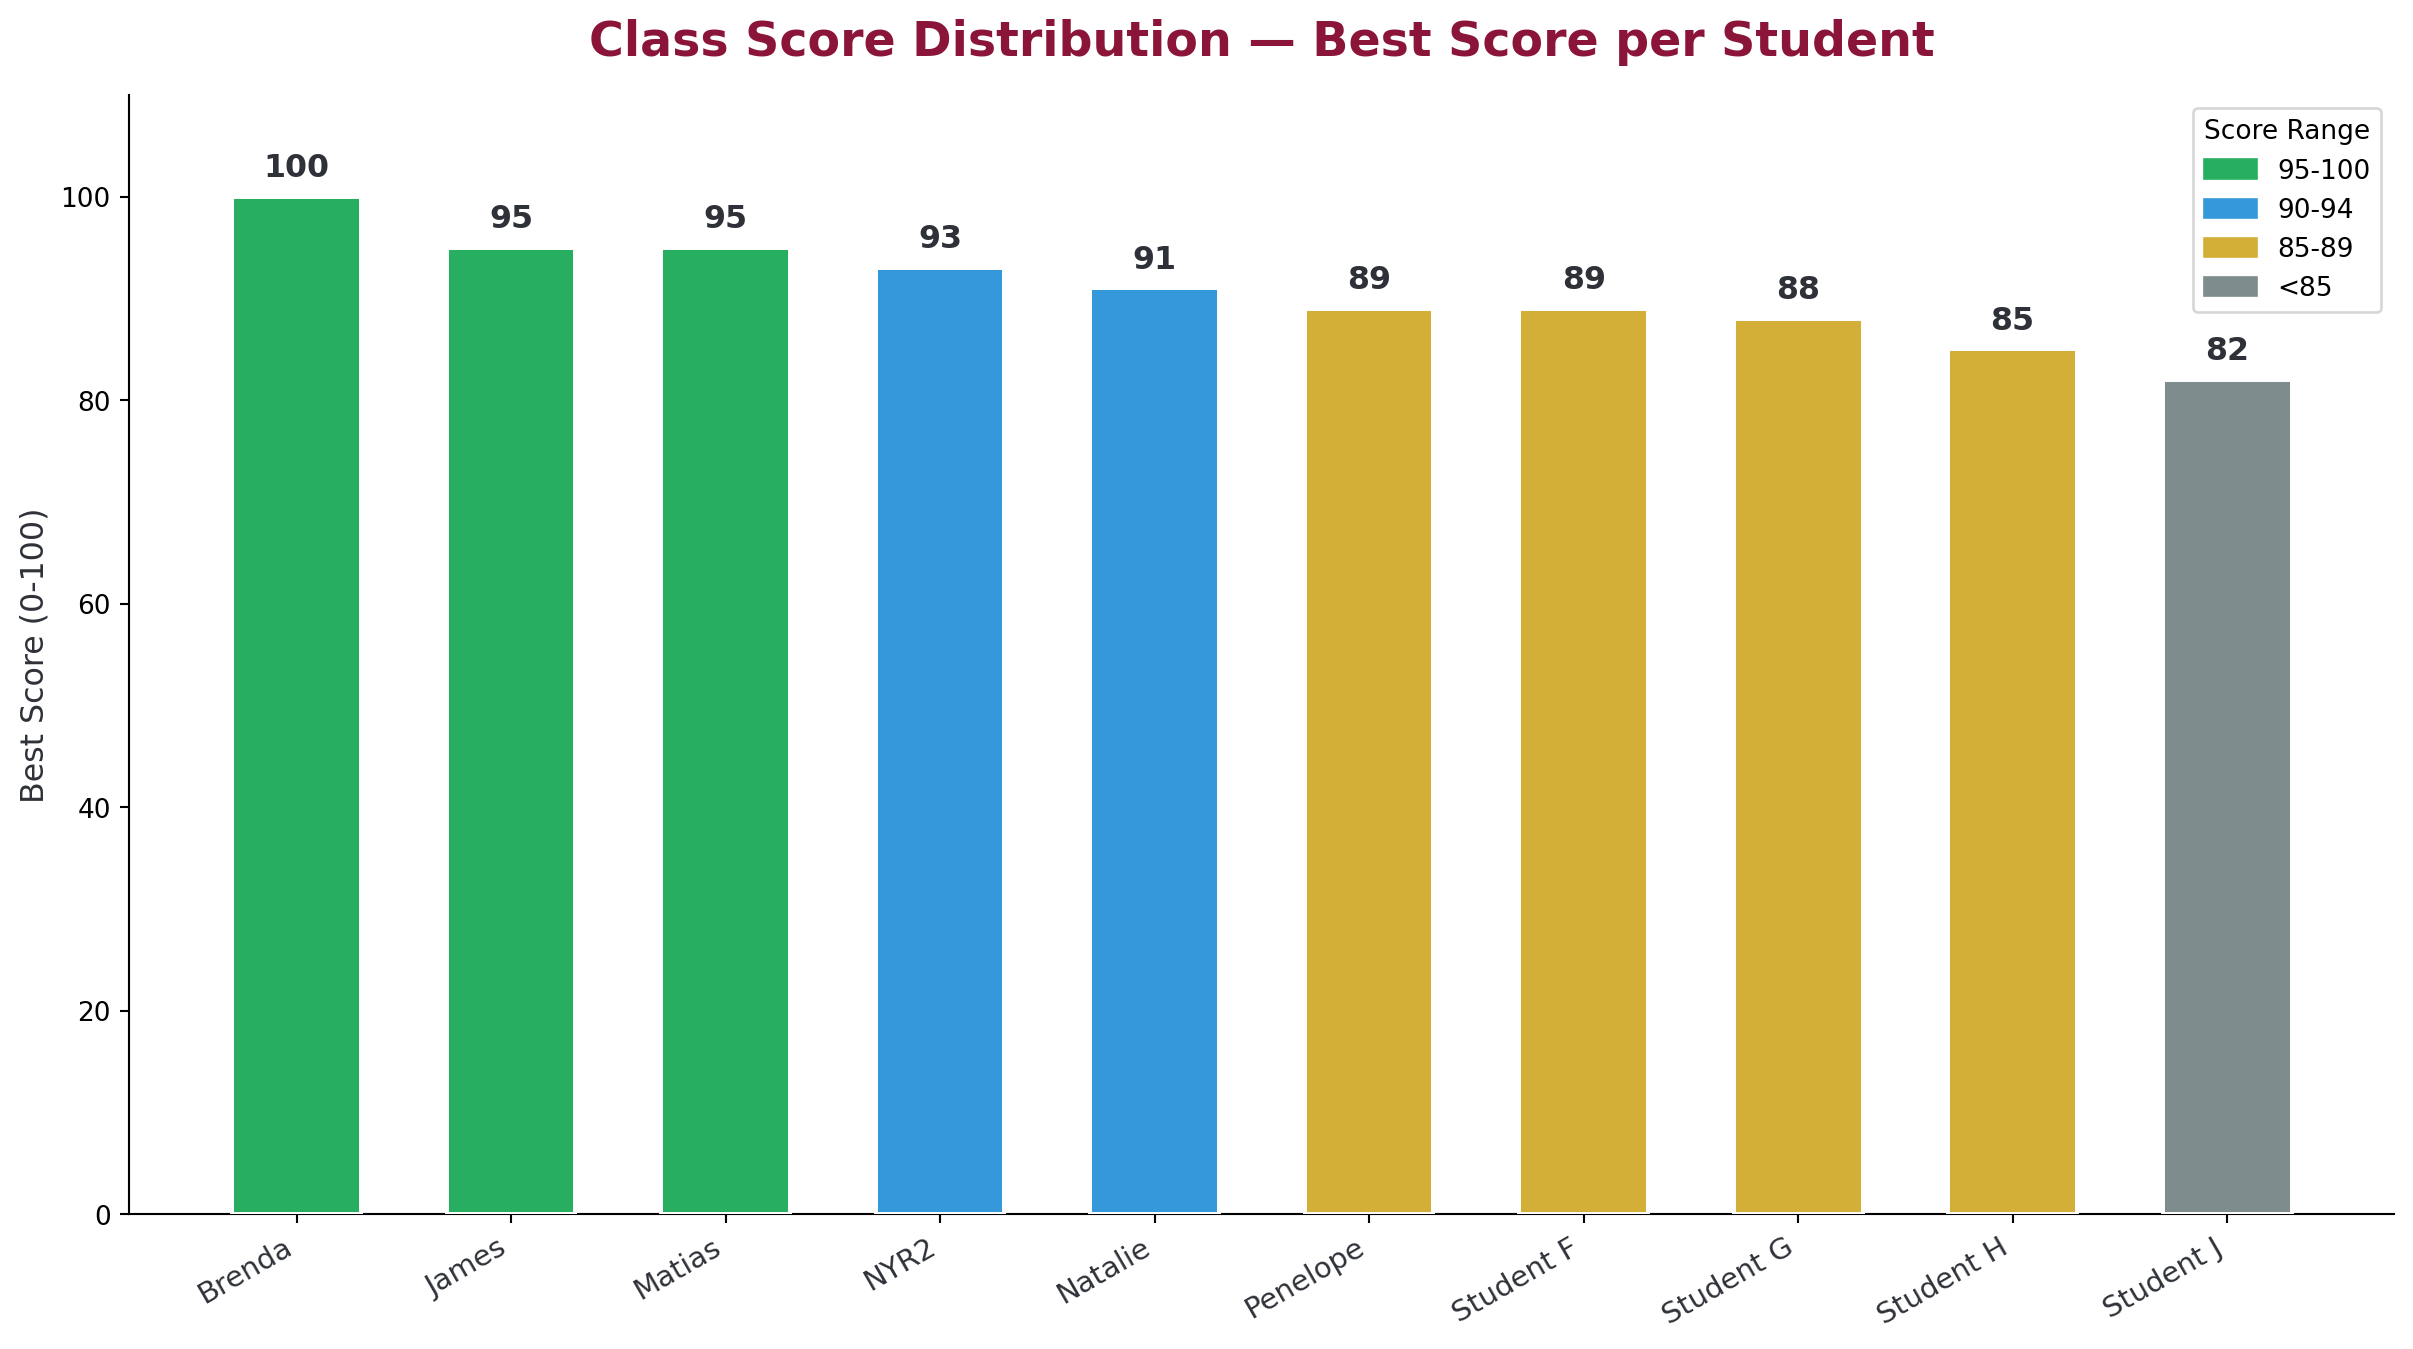 Class Score Distribution — Best Score per Student
Best Score (0-100)
100
80
60
40
20
0
100
95
95
93
91
89
89
88
85
82
Score Range
95-100
90-94
85-89
<85
Brenda
James
Matias
NYR2
Natalie
Penelope
Student F
Student G
Student H
Student J